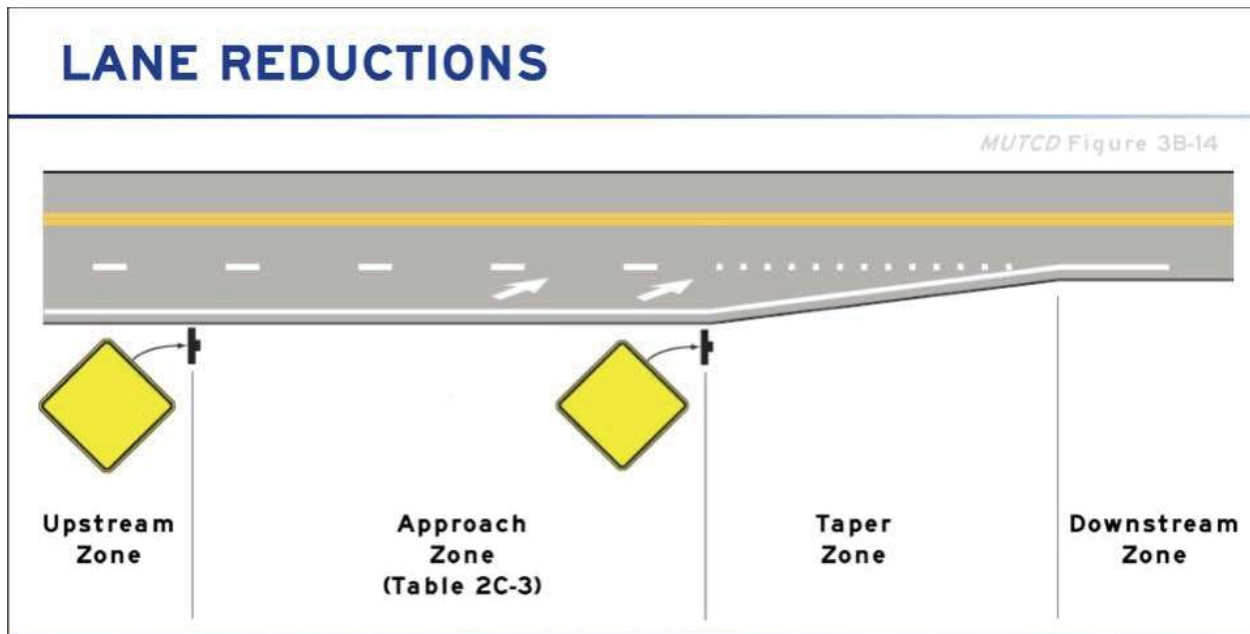 LANE REDUCTIONS
MUTCD Figure 3B-14
Upstream
Zone
Approach
Zone
(Table 2C-3)
Taper
Zone
Downstream
Zone